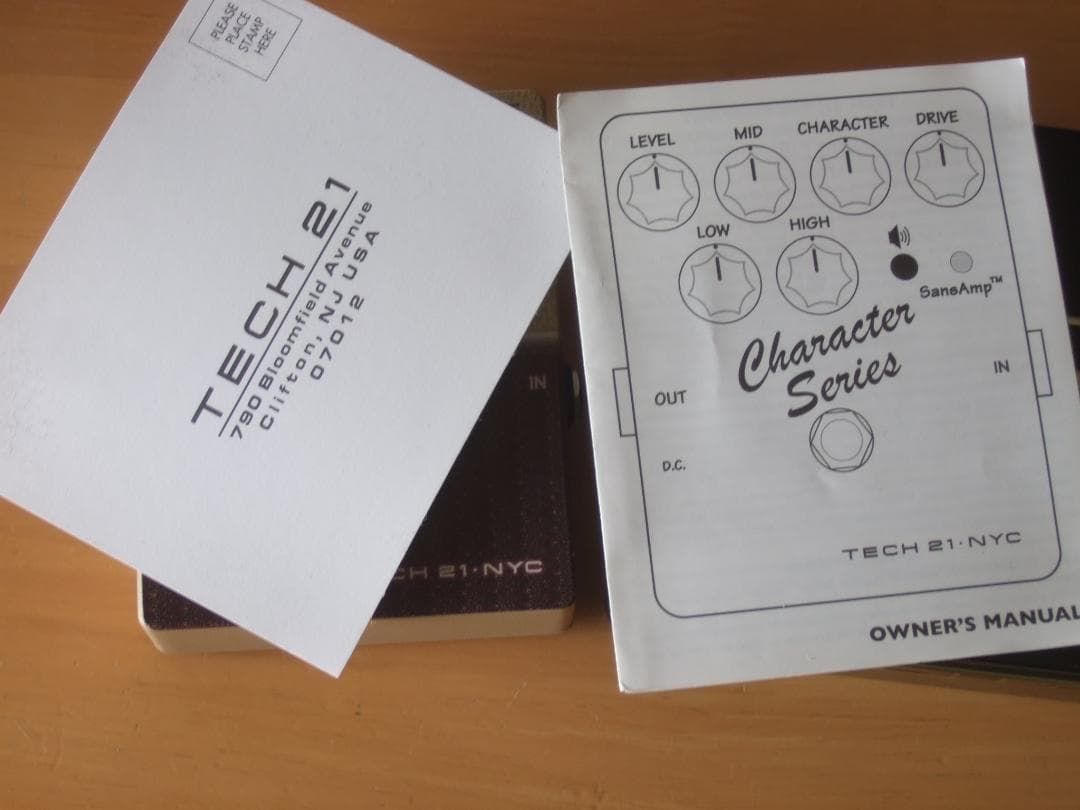 PLEASE
PLACE
STAMP
HERE
TECH 21
790 Bloomfield Avenue
Clifton, NJ USA
07012
IN
CH 21·NYC
LEVEL MID CHARACTER DRIVE
LOW HIGH
SansAmp™
Character
Series
OUT IN
D.C.
TECH 21·NYC
OWNER'S MANUAL